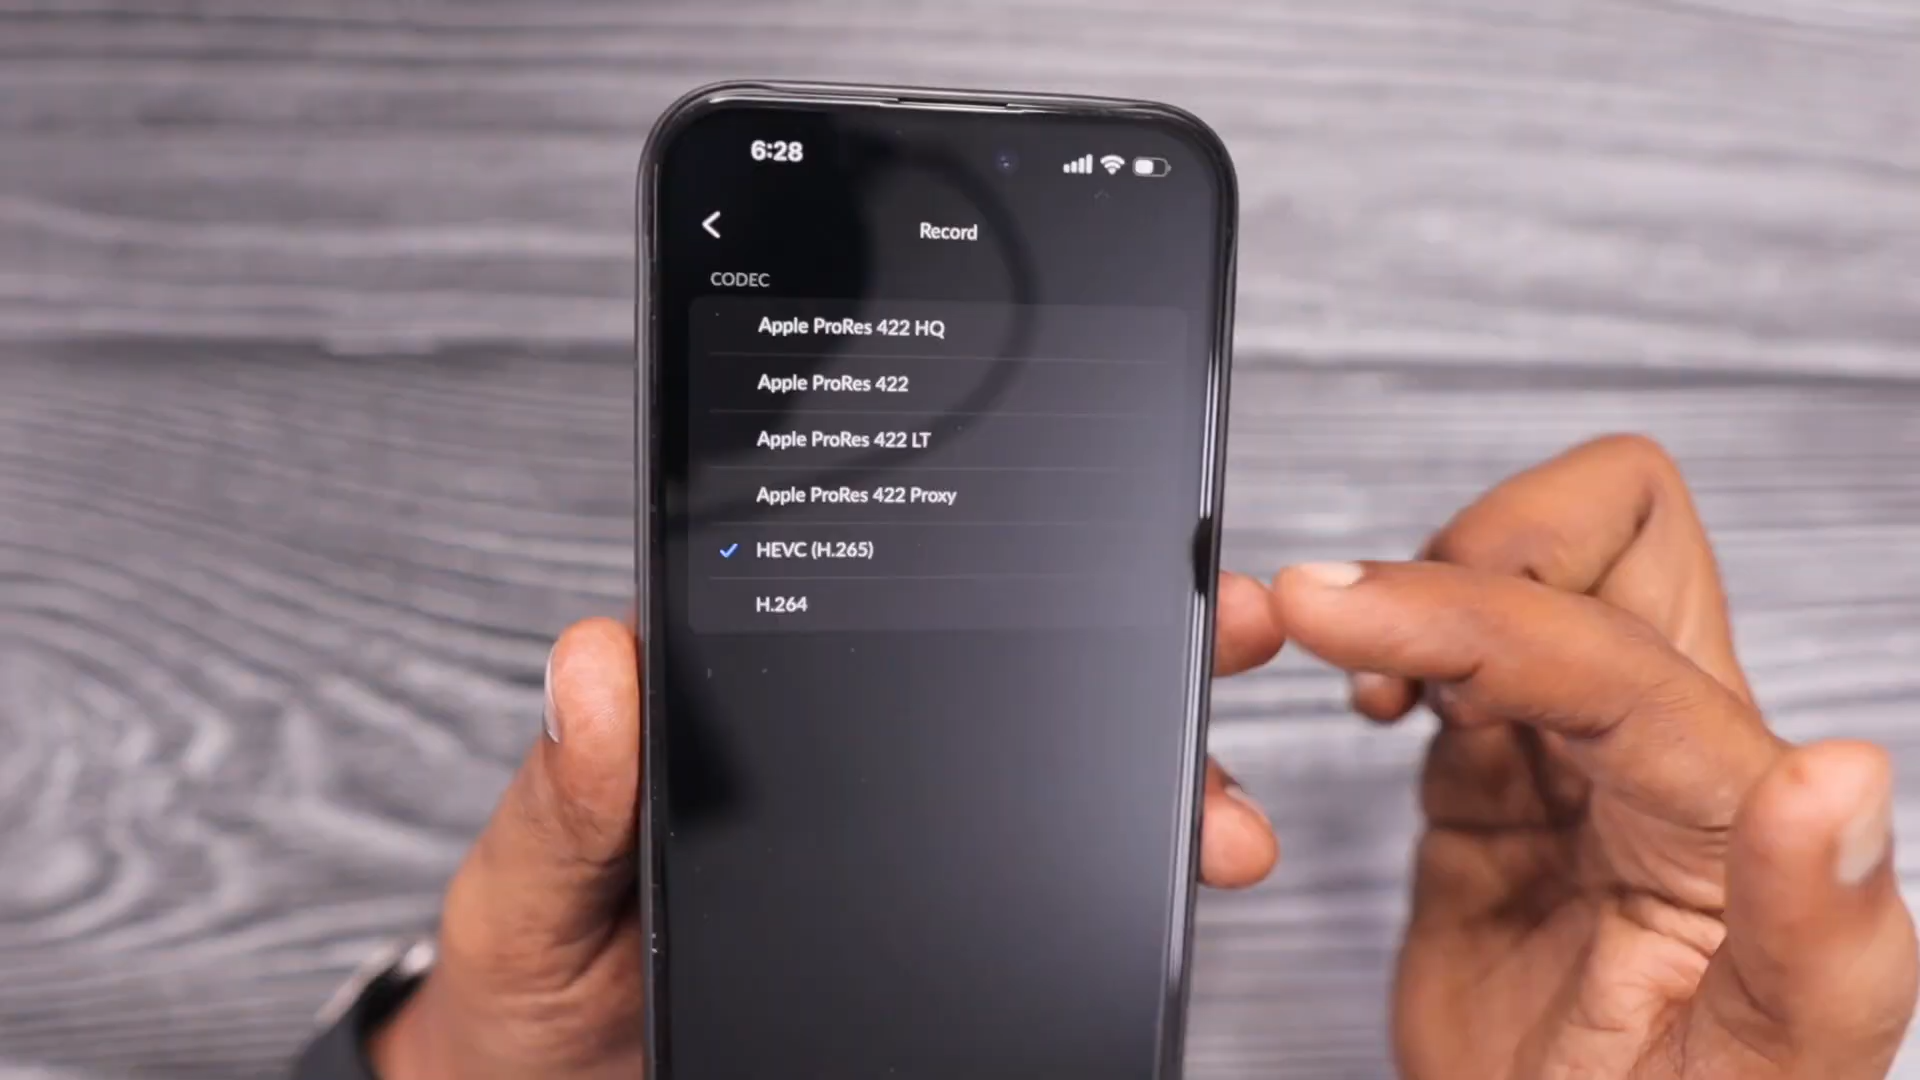 6:28
Record
CODEC
Apple ProRes 422 HQ
Apple ProRes 422
Apple ProRes 422 LT
Apple ProRes 422 Proxy
HEVC (H.265)
H.264